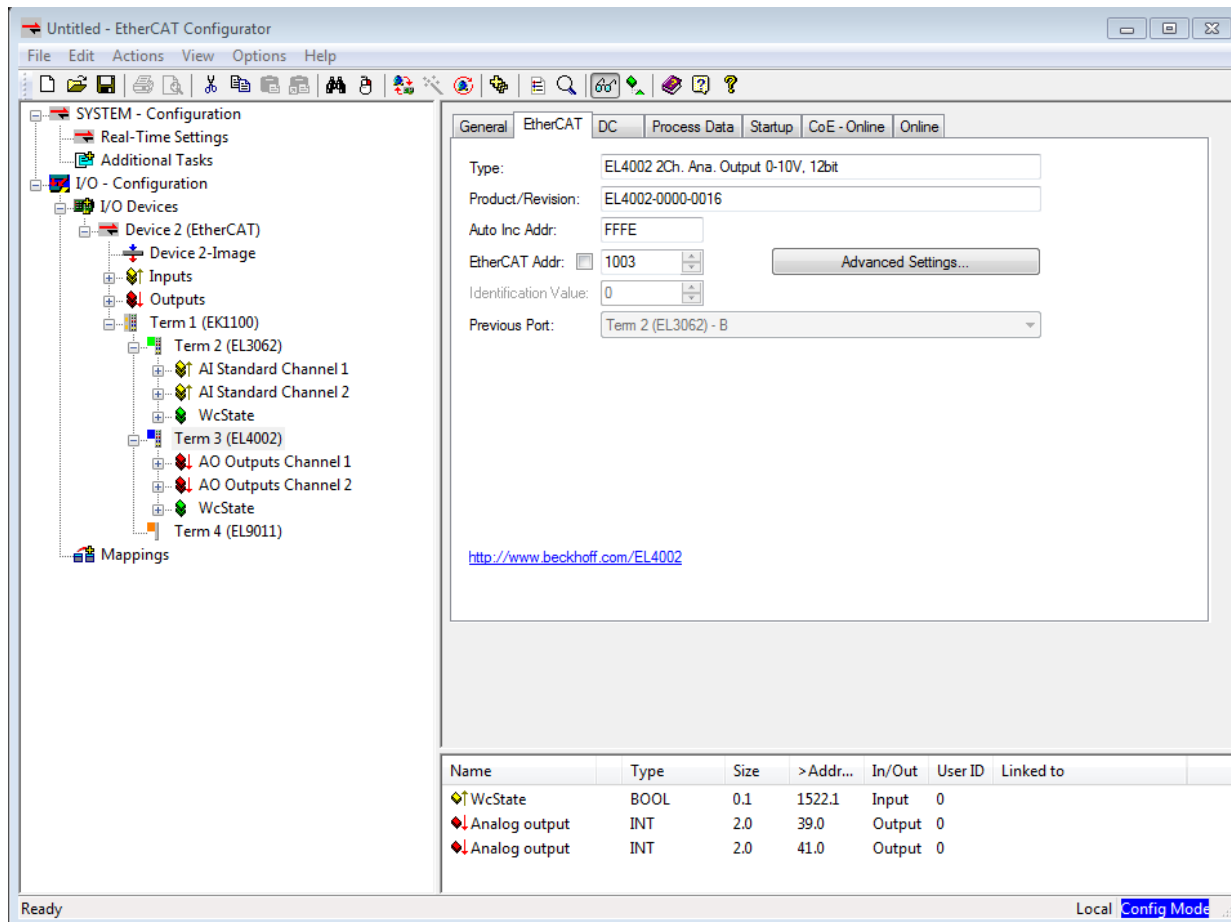 Untitled - EtherCAT Configurator
File Edit Actions View Options Help
SYSTEM - Configuration
Real-Time Settings
Additional Tasks
I/O - Configuration
I/O Devices
Device 2 (EtherCAT)
Device 2-Image
Inputs
Outputs
Term 1 (EK1100)
Term 2 (EL3062)
AI Standard Channel 1
AI Standard Channel 2
WcState
Term 3 (EL4002)
AO Outputs Channel 1
AO Outputs Channel 2
WcState
Term 4 (EL9011)
Mappings
General EtherCAT DC Process Data Startup CoE - Online Online
Type: EL4002 2Ch. Ana. Output 0-10V, 12bit
Product/Revision: EL4002-0000-0016
Auto Inc Addr: FFFE
EtherCAT Addr: 1003 Advanced Settings...
Identification Value: 0
Previous Port: Term 2 (EL3062) - B
http://www.beckhoff.com/EL4002
Name Type Size >Addr... In/Out User ID Linked to
WcState BOOL 0.1 1522.1 Input 0
Analog output INT 2.0 39.0 Output 0
Analog output INT 2.0 41.0 Output 0
Ready Local Config Mode